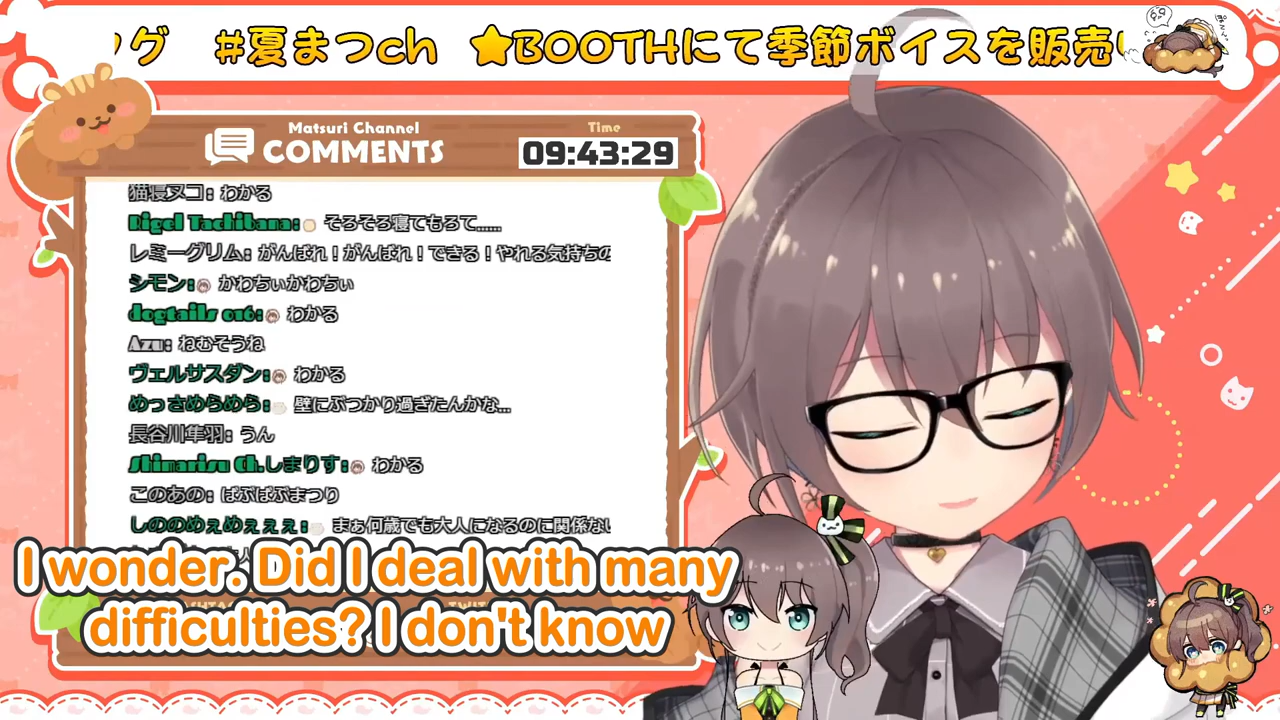 ング #夏まつch ★BOOTHにて季節ボイスを販売
Matsuri Channel
COMMENTS
Time
09:43:29
猫寝ヌコ: わかる
Rigel Tachibana: そろそろ寝てもろて……
レミーグリム: がんばれ！がんばれ！できる！やれる気持ちの
シモン: かわちぃかわちぃ
dogtails 016: わかる
Azu: ねむそうね
ヴェルサスダン: わかる
めっさめらめら: 壁にぶつかり過ぎたんかな...
長谷川隼羽: うん
Shimarisu Ch.しまりす: わかる
このあの: ばぶばぶまつり
しののめぇめぇぇぇ: まぁ何歳でも大人になるのに関係ない
I wonder. Did I deal with many
difficulties? I don't know